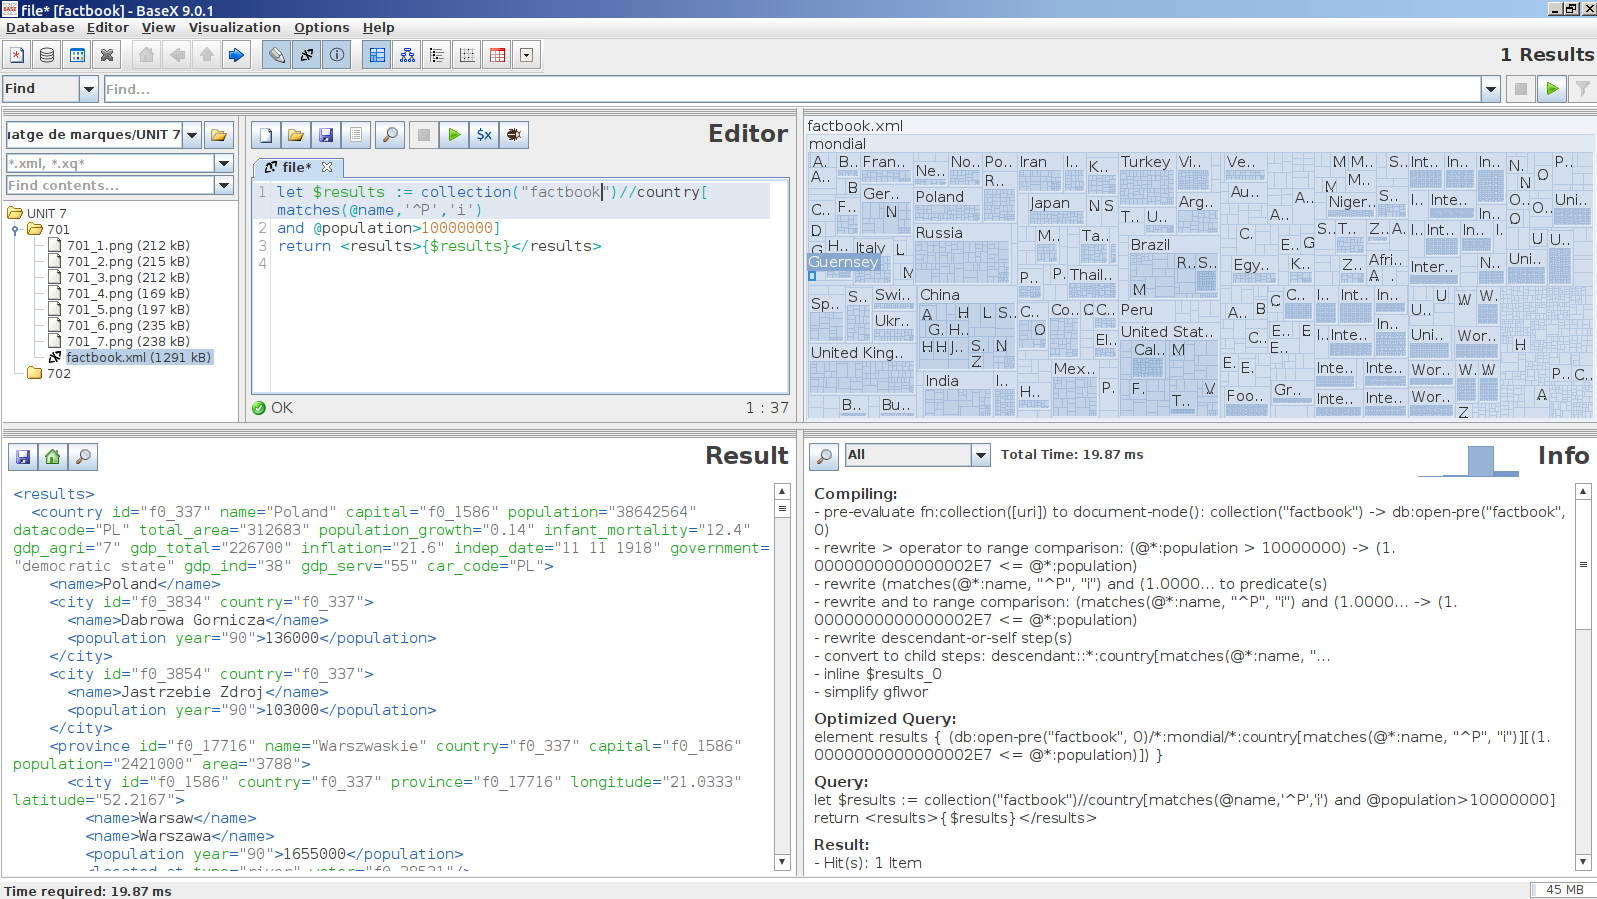 file* [factbook] - BaseX 9.0.1
Database Editor View Visualization Options Help
1 Results
Find
Find...
ıatge de marques/UNIT 7
*.xml, *.xq*
Find contents...
UNIT 7
701
701_1.png (212 kB)
701_2.png (215 kB)
701_3.png (212 kB)
701_4.png (169 kB)
701_5.png (197 kB)
701_6.png (235 kB)
701_7.png (238 kB)
factbook.xml (1291 kB)
702
$x
Editor
file*
1 let $results := collection("factbook")//country[
matches(@name,'^P','i')
2 and @population>10000000]
3 return <results>{$results}</results>
4
OK
1 : 37
factbook.xml
mondial
A.. B.. Fran.. Ne.. No.. Po.. Iran I.. K.. Turkey Vi.. Ve.. M M.. S.. Int.. In.. N.. P..
A.. B Ger.. Poland R.. Japan N S T.. U.. Arg.. Au.. M.. Niger.. I.. Inte.. Inte.. O O
C.. F.. N Russia M.. Ta.. Brazil A.. A.. S.. T.. Z.. A.. Int.. In.. U U..
D G H.. Italy L C. E.. G
Guernsey M P.. P. Thail.. R.. S.. Egy.. K.. Z.. Afri.. Inter.. N.. Uni..
M A
Sp.. S.. Swi.. China C.. Co.. C C.. Peru A.. B C C.. I.. Int.. In.. U.. U W W.
Ukr.. A H L S.. O El.. United Stat.. C.. E.. Int.. In.. Uni.. Wor.. H
G. H.. Cal.. M
United King.. H H J.. S. N Mex.. E. E.. Inte.. Inte.. Wor.. W. W P.. C..
India I.. H.. P. F. V Foo.. Gr.. Inte.. Inte.. Wor.. Z A
B.. Bu.. T..
Result
<results>
<country id="f0_337" name="Poland" capital="f0_1586" population="38642564"
datacode="PL" total_area="312683" population_growth="0.14" infant_mortality="12.4"
gdp_agri="7" gdp_total="226700" inflation="21.6" indep_date="11 11 1918" government=
"democratic state" gdp_ind="38" gdp_serv="55" car_code="PL">
<name>Poland</name>
<city id="f0_3834" country="f0_337">
<name>Dabrowa Gornicza</name>
<population year="90">136000</population>
</city>
<city id="f0_3854" country="f0_337">
<name>Jastrzebie Zdroj</name>
<population year="90">103000</population>
</city>
<province id="f0_17716" name="Warszwaskie" country="f0_337" capital="f0_1586"
population="2421000" area="3788">
<city id="f0_1586" country="f0_337" province="f0_17716" longitude="21.0333"
latitude="52.2167">
<name>Warsaw</name>
<name>Warszawa</name>
<population year="90">1655000</population>
All
Total Time: 19.87 ms
Info
Compiling:
- pre-evaluate fn:collection([uri]) to document-node(): collection("factbook") -> db:open-pre("factbook",
0)
- rewrite > operator to range comparison: (@*:population > 10000000) -> (1.
0000000000000002E7 <= @*:population)
- rewrite (matches(@*:name, "^P", "i") and (1.0000... to predicate(s)
- rewrite and to range comparison: (matches(@*:name, "^P", "i") and (1.0000... -> (1.
0000000000000002E7 <= @*:population)
- rewrite descendant-or-self step(s)
- convert to child steps: descendant::*:country[matches(@*:name, "...
- inline $results_0
- simplify gflwor
Optimized Query:
element results { (db:open-pre("factbook", 0)/*:mondial/*:country[matches(@*:name, "^P", "i")][(1.
0000000000000002E7 <= @*:population)]) }
Query:
let $results := collection("factbook")//country[matches(@name,'^P','i') and @population>10000000]
return <results>{$results}</results>
Result:
- Hit(s): 1 Item
Time required: 19.87 ms
45 MB